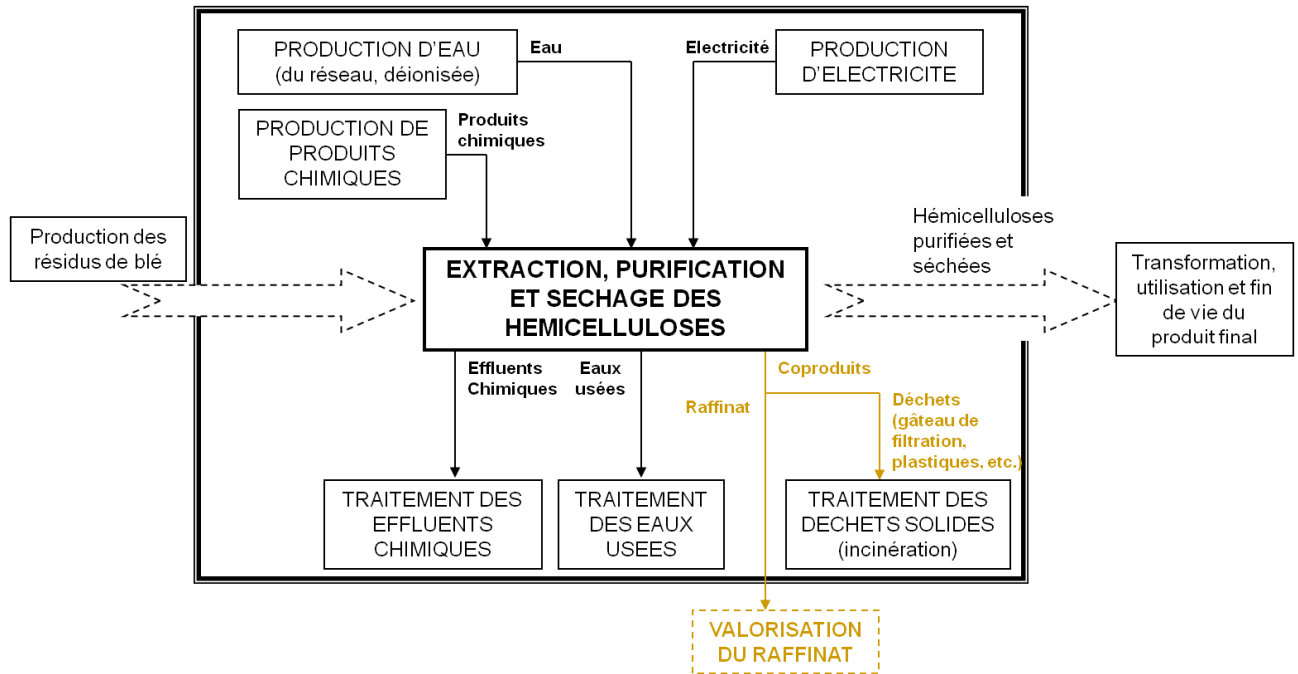 PRODUCTION D'EAU
(du réseau, déionisée)
Eau
Electricité
PRODUCTION
D'ELECTRICITE
PRODUCTION DE
PRODUITS
CHIMIQUES
Produits
chimiques
Production des
résidus de blé
EXTRACTION, PURIFICATION
ET SECHAGE DES
HEMICELLULOSES
Hémicelluloses
purifiées et
séchées
Transformation,
utilisation et fin
de vie du
produit final
Effluents
Chimiques
Eaux
usées
Coproduits
Raffinat
Déchets
(gâteau de
filtration,
plastiques, etc.)
TRAITEMENT DES
EFFLUENTS
CHIMIQUES
TRAITEMENT
DES EAUX
USEES
TRAITEMENT DES
DECHETS SOLIDES
(incinération)
VALORISATION
DU RAFFINAT